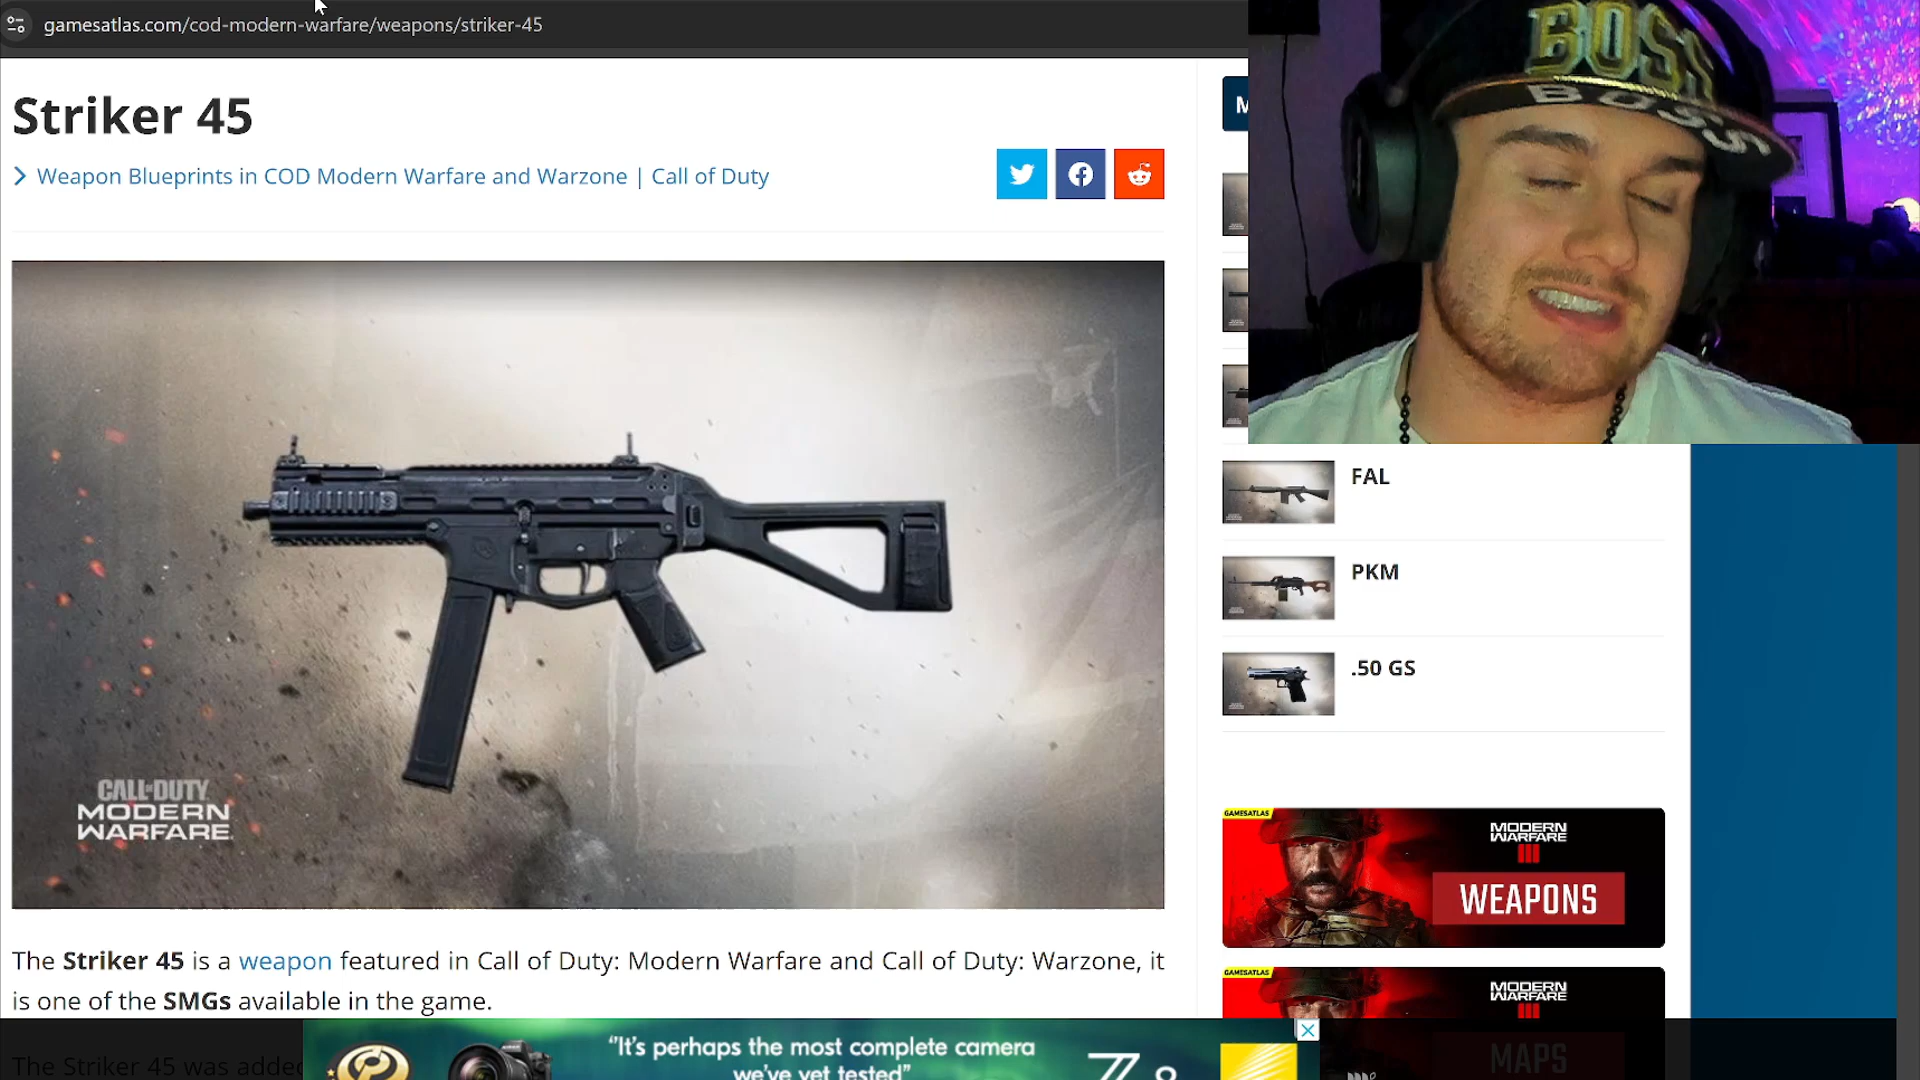 gamesatlas.com/cod-modern-warfare/weapons/striker-45
BOSS
BOSS
Striker 45
M
Weapon Blueprints in COD Modern Warfare and Warzone | Call of Duty
FAL
PKM
.50 GS
CALL OF DUTY
MODERN
WARFARE
GAMESATLAS
MODERN
WARFARE
III
WEAPONS
The Striker 45 is a weapon featured in Call of Duty: Modern Warfare and Call of Duty: Warzone, it
is one of the SMGs available in the game.
GAMESATLAS
MODERN
WARFARE
III
MAPS
The Striker 45 was added
"It's perhaps the most complete camera
we've yet tested"